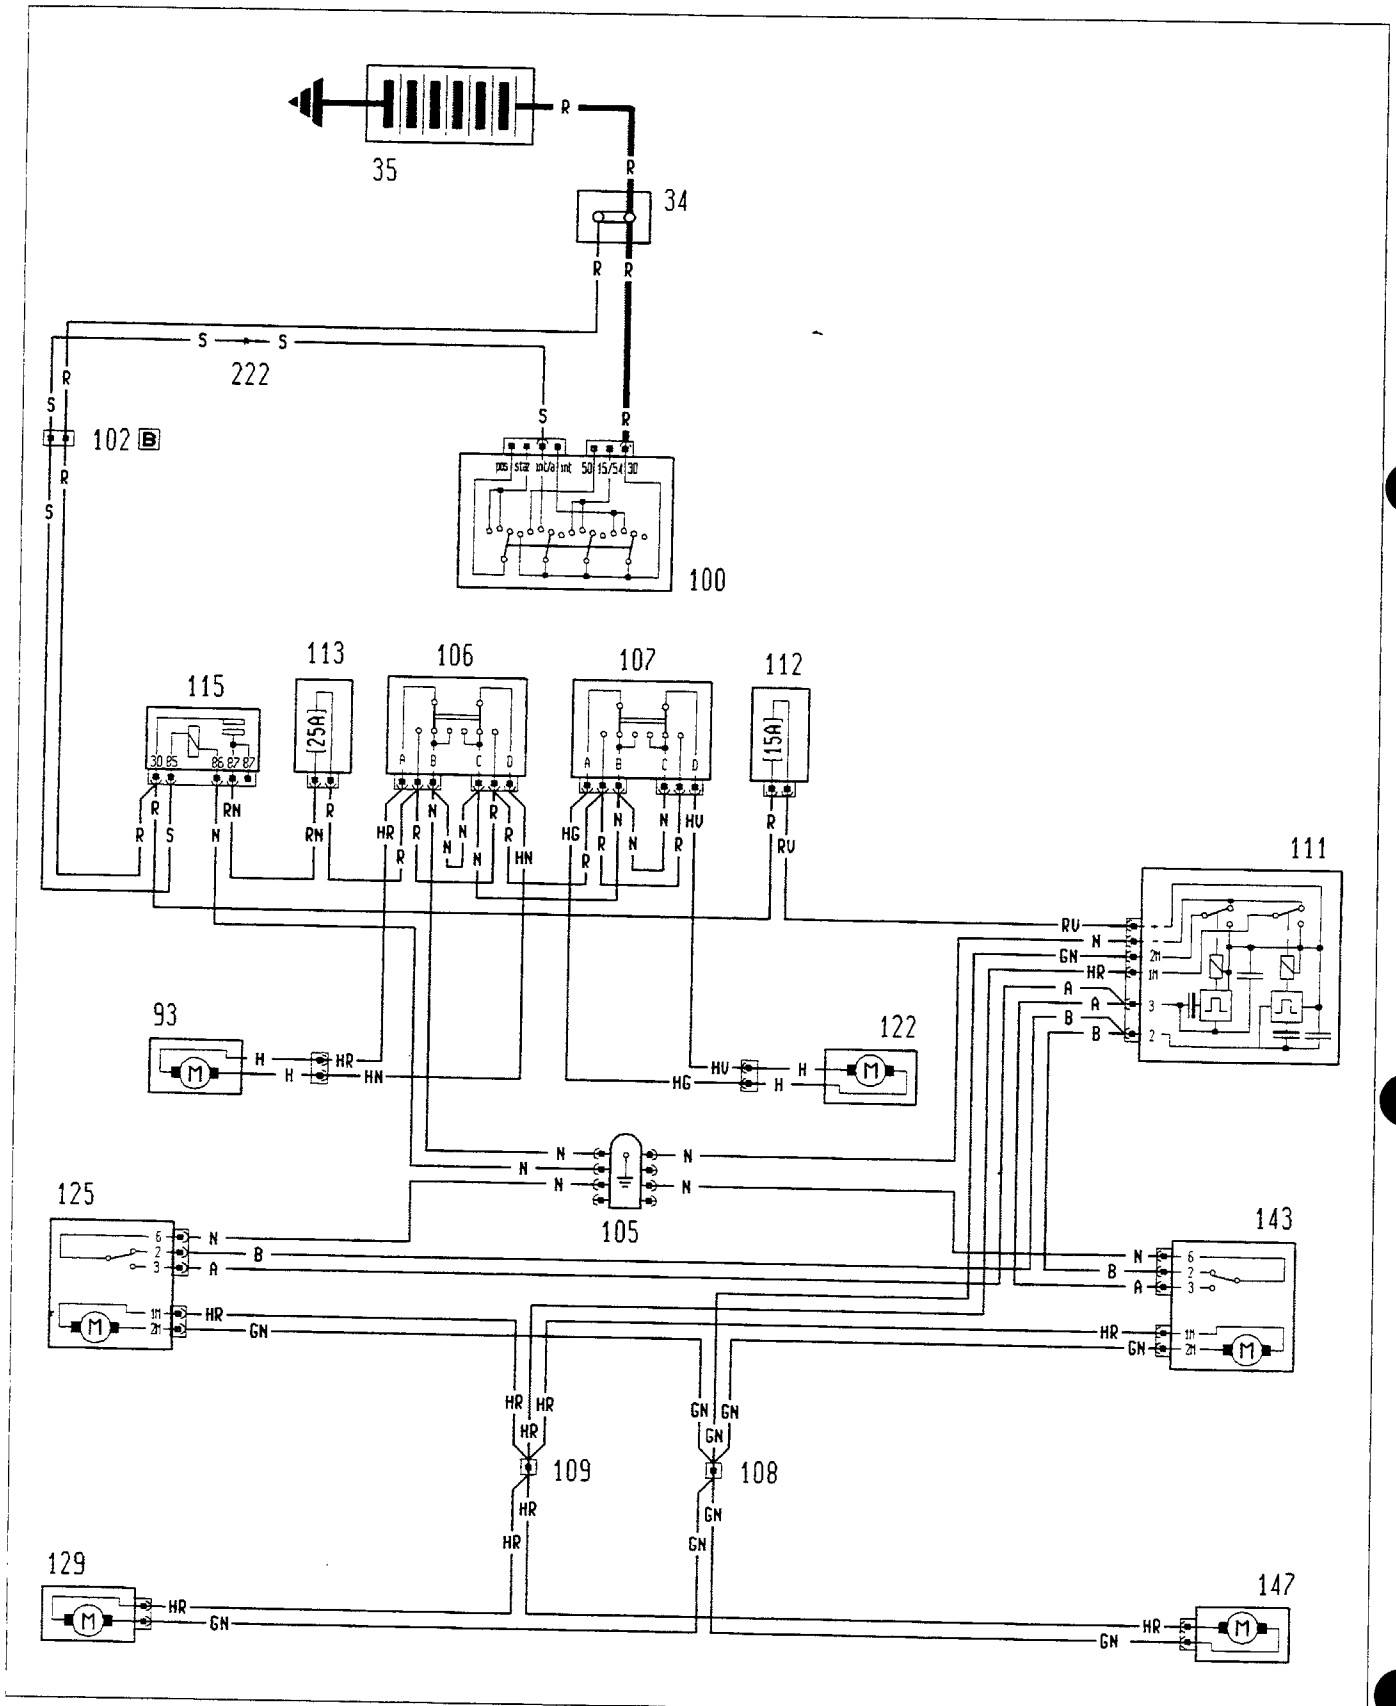 R
35
R
34
R R
S S
222
R
S
S
R
102 B
R
S
pos staz int/a int 50 15/54 30
100
115
113
106
107
112
30 85 86 87 87
[25A]
A B C D
A B C D
[15A]
R R S N RN
RN R
HR R N N N N R R HN
HG R R N N N R HV
R RV
111
RV +
N -
GN 2M
HR 1M
A
A 3
B
B 2
93
M
H HR
H HN
122
M
HV H
HG H
N N
N
N N
105
125
6 N
2 B
3 A
1M HR
2M GN
M
143
N 6
B 2
A 3
HR 1M
GN 2M
M
HR HR HR
109
GN GN GN
108
HR
HR
GN
GN
129
M
HR
GN
147
HR
GN
M